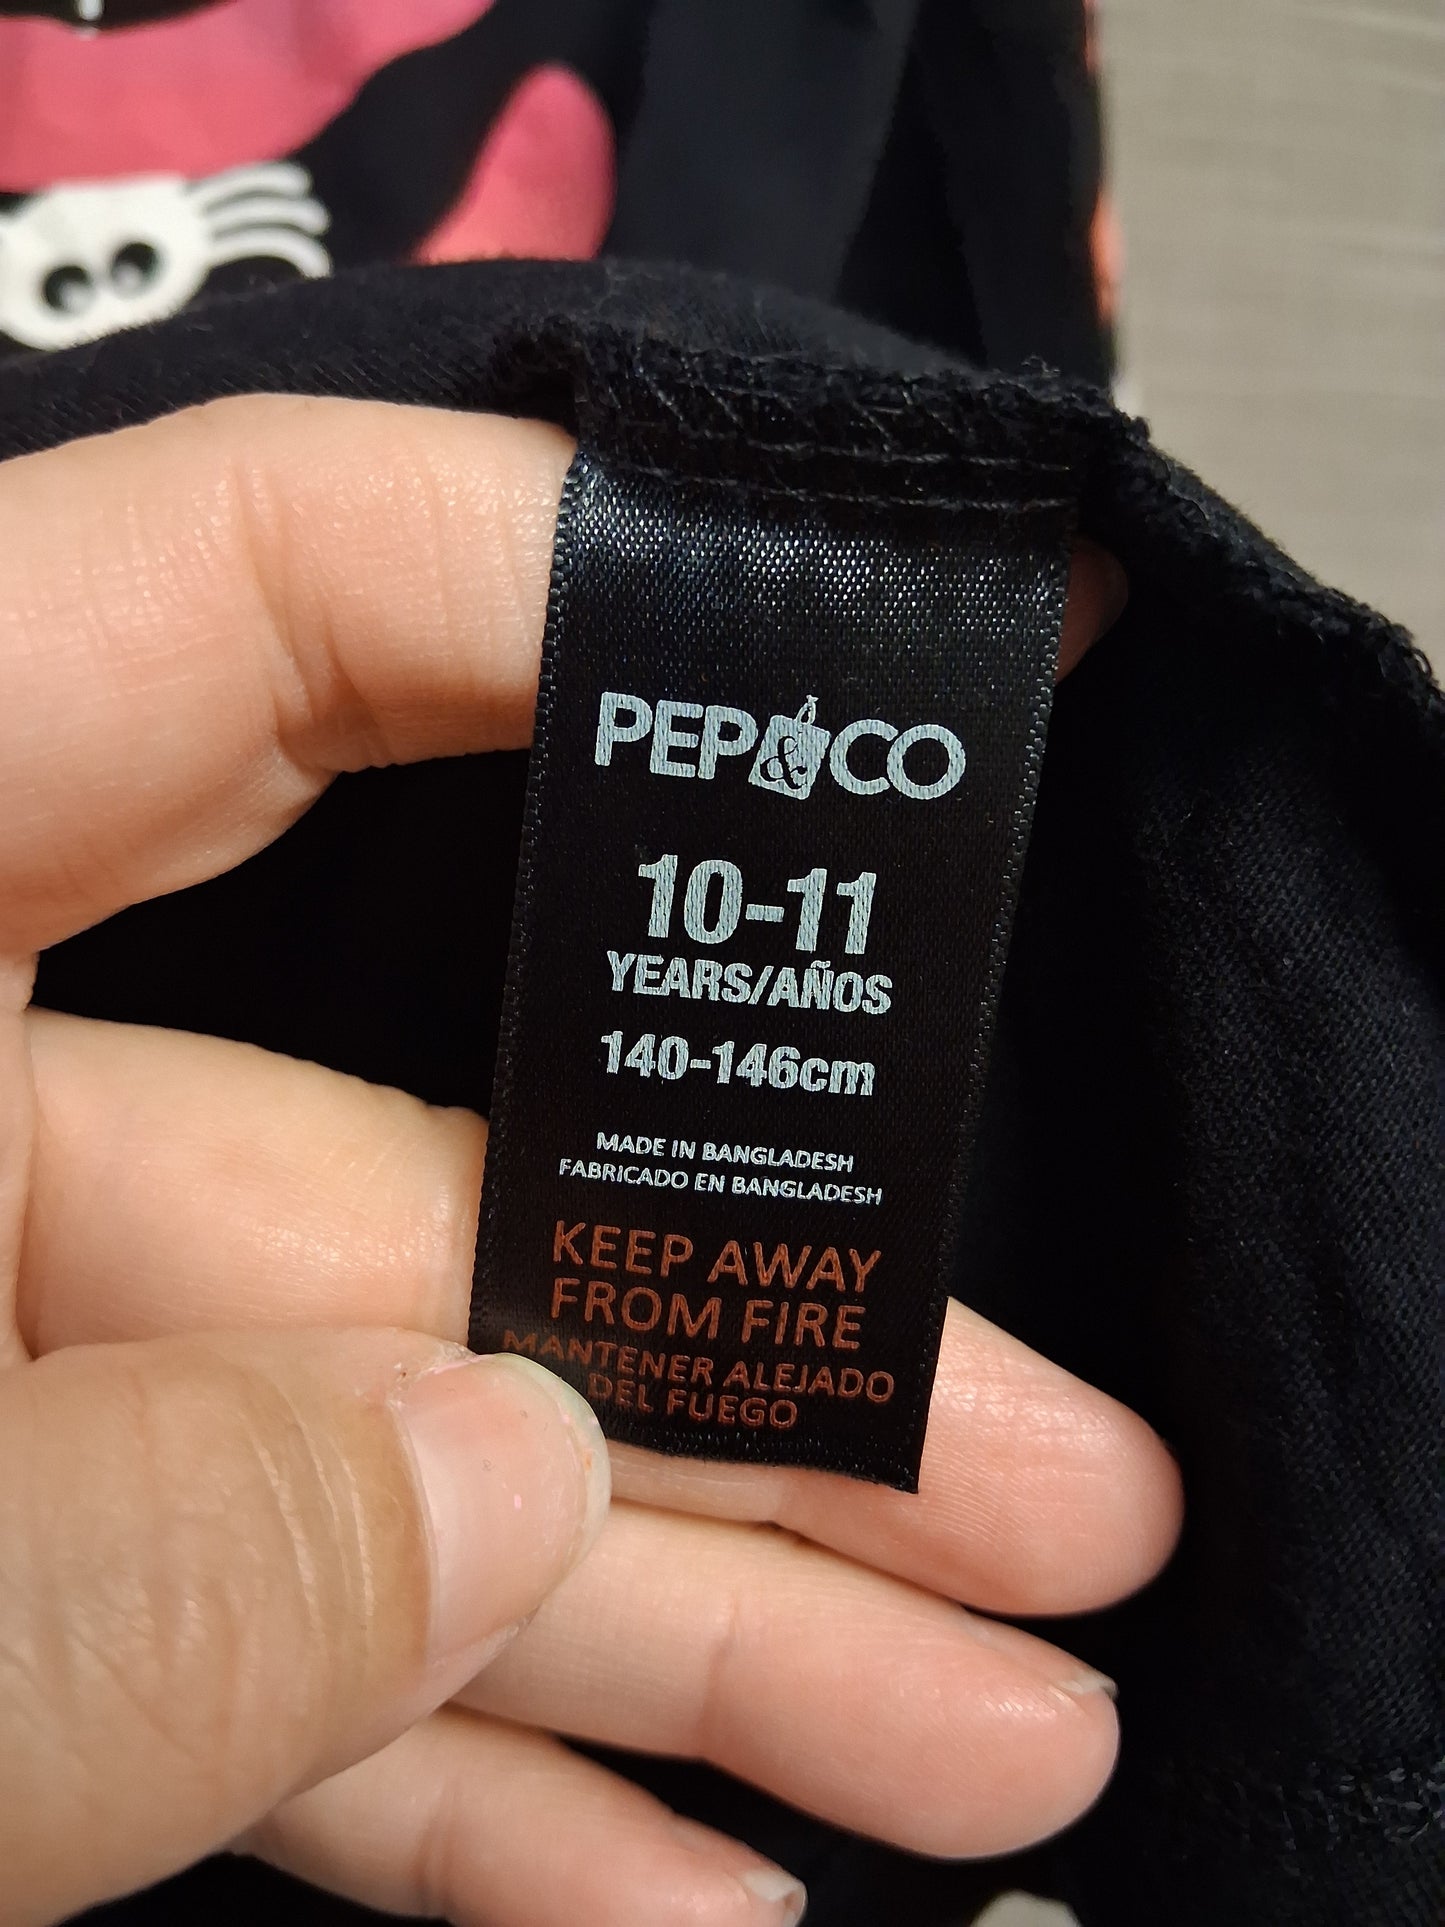 PEP&CO
10-11
YEARS/AÑOS
140-146cm
MADE IN BANGLADESH
FABRICADO EN BANGLADESH
KEEP AWAY
FROM FIRE
MANTENER ALEJADO
DEL FUEGO